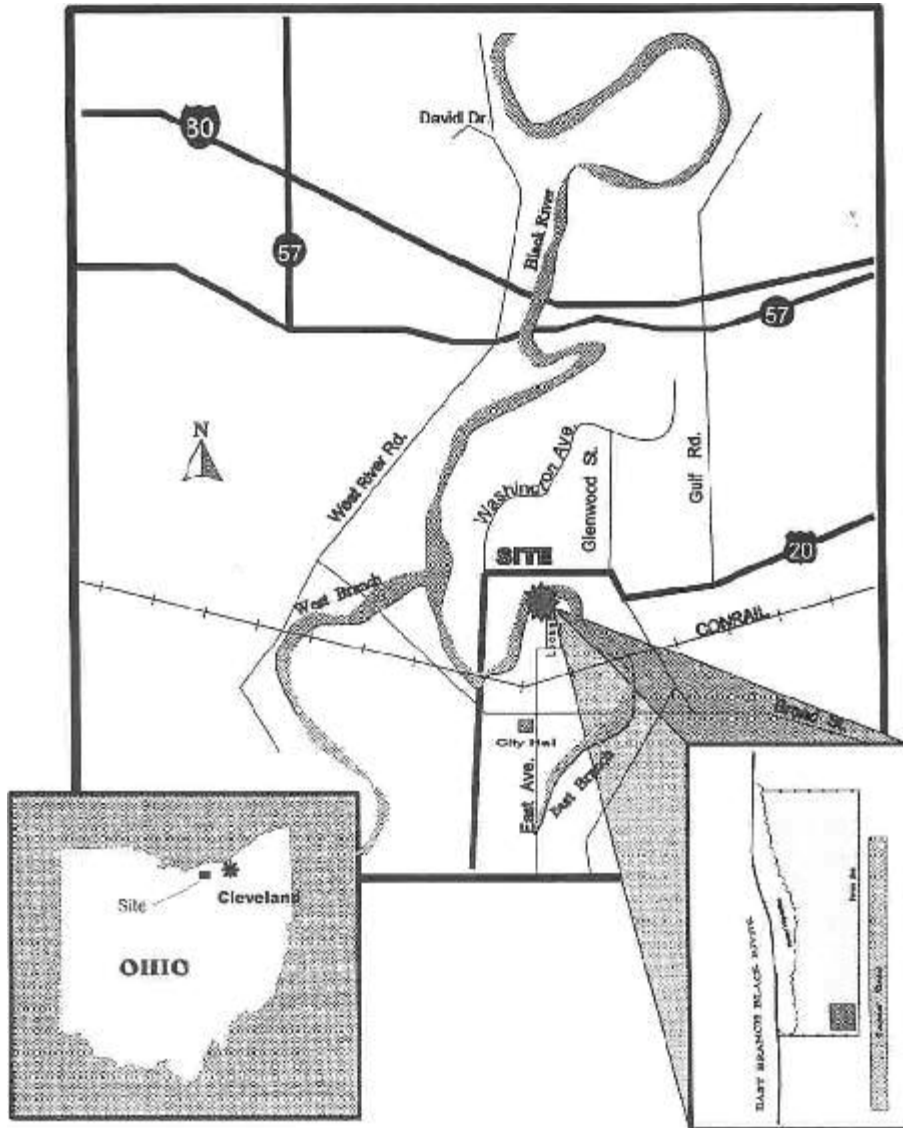 David Dr.
80
57
Black River
57
N
West River Rd.
Washington Ave.
Glenwood St.
Gulf Rd.
20
SITE
West Branch
CONRAIL
Broad St.
City Hall
East Ave.
East Branch
Site
Cleveland
OHIO
EAST BRANCH BLACK RIVER